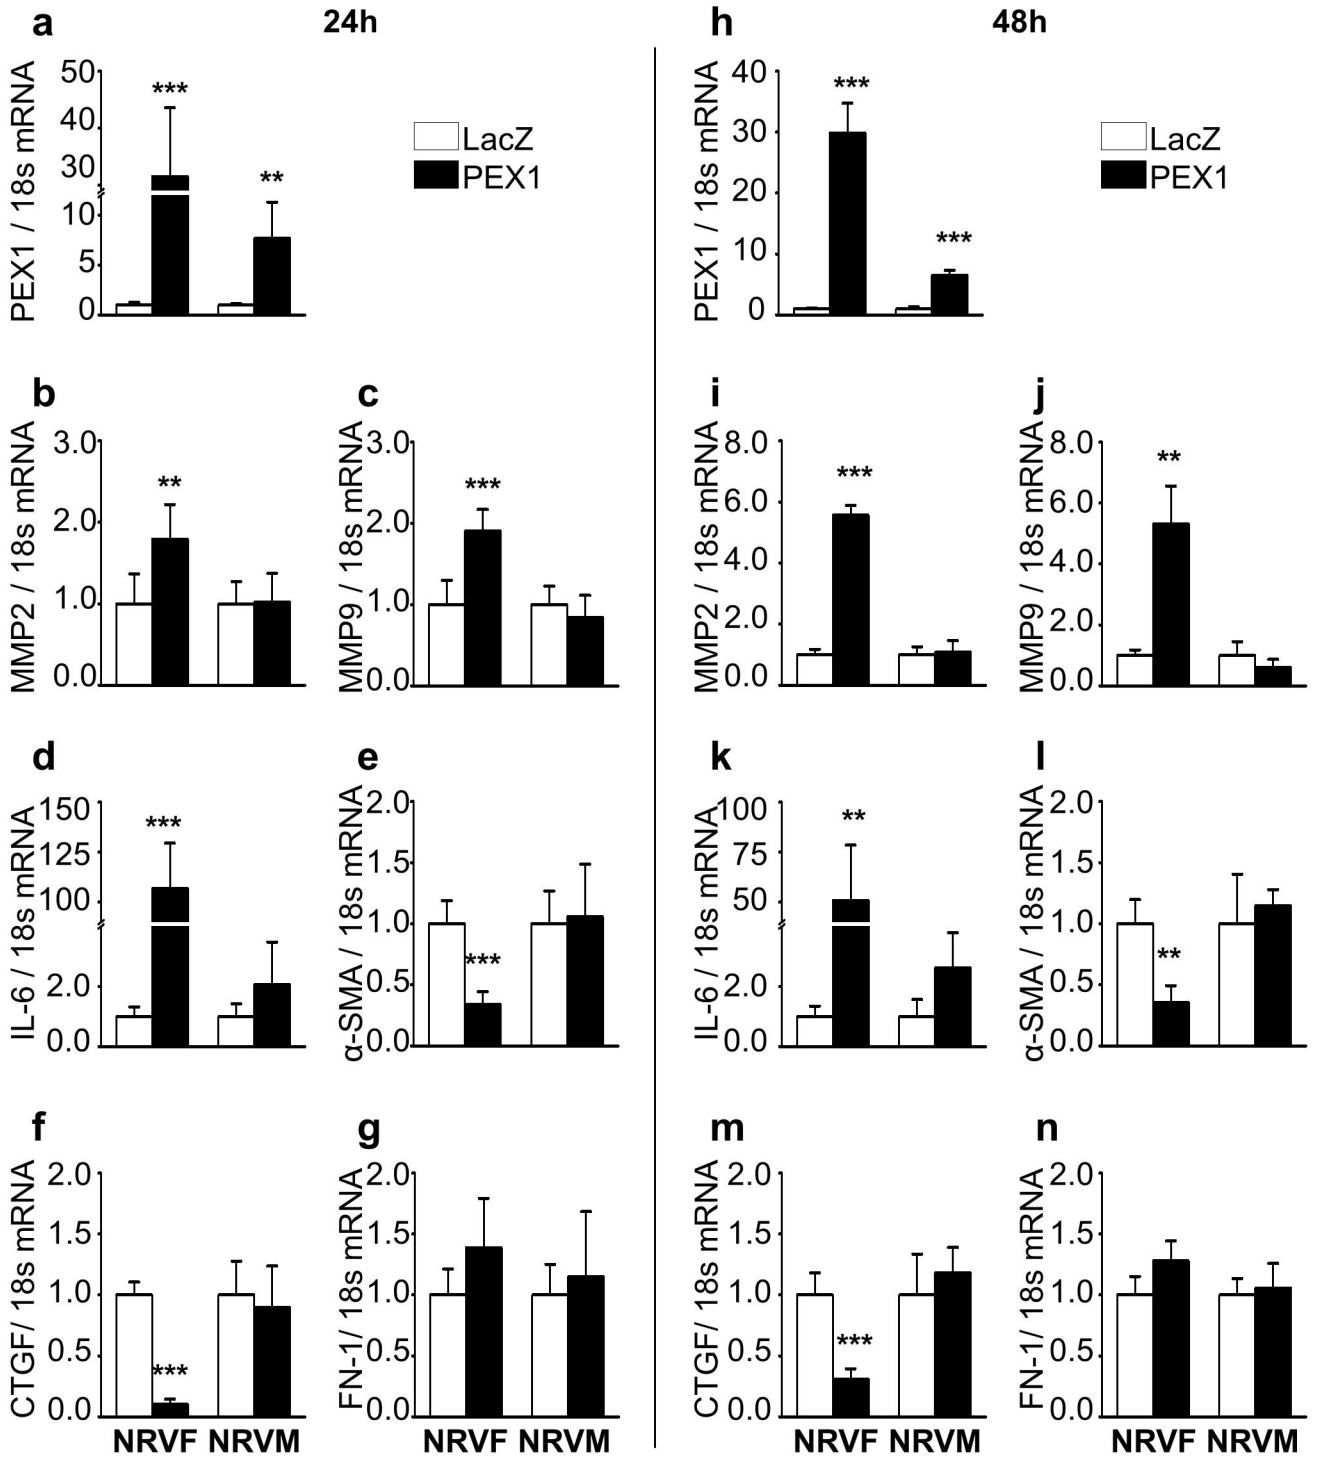 a
24h
PEX1 / 18s mRNA
50
40
30
10
5
0
***
**
LacZ
PEX1
h
48h
PEX1 / 18s mRNA
40
30
20
10
0
***
***
LacZ
PEX1
b
MMP2 / 18s mRNA
3.0
2.0
1.0
0.0
**
c
MMP9 / 18s mRNA
3.0
2.0
1.0
0.0
***
i
MMP2 / 18s mRNA
8.0
6.0
4.0
2.0
0.0
***
j
MMP9 / 18s mRNA
8.0
6.0
4.0
2.0
0.0
**
d
IL-6 / 18s mRNA
150
125
100
2.0
0.0
***
e
α-SMA / 18s mRNA
2.0
1.5
1.0
0.5
0.0
***
k
IL-6 / 18s mRNA
100
75
50
2.0
0.0
**
l
α-SMA / 18s mRNA
2.0
1.5
1.0
0.5
0.0
**
f
CTGF/ 18s mRNA
2.0
1.5
1.0
0.5
0.0
***
NRVF NRVM
g
FN-1/ 18s mRNA
2.0
1.5
1.0
0.5
0.0
NRVF NRVM
m
CTGF/ 18s mRNA
2.0
1.5
1.0
0.5
0.0
***
NRVF NRVM
n
FN-1/ 18s mRNA
2.0
1.5
1.0
0.5
0.0
NRVF NRVM